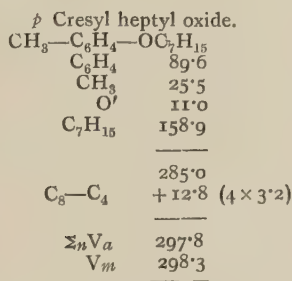 p Cresyl heptyl oxide.
CH₃—C₆H₄—OC₇H₁₅
C₆H₄ 89·6
CH₃ 25·5
O′ 11·0
C₇H₁₅ 158·9
285·0
C₈—C₄ +12·8 (4 × 3·2)
ΣnVa 297·8
Vm 298·3